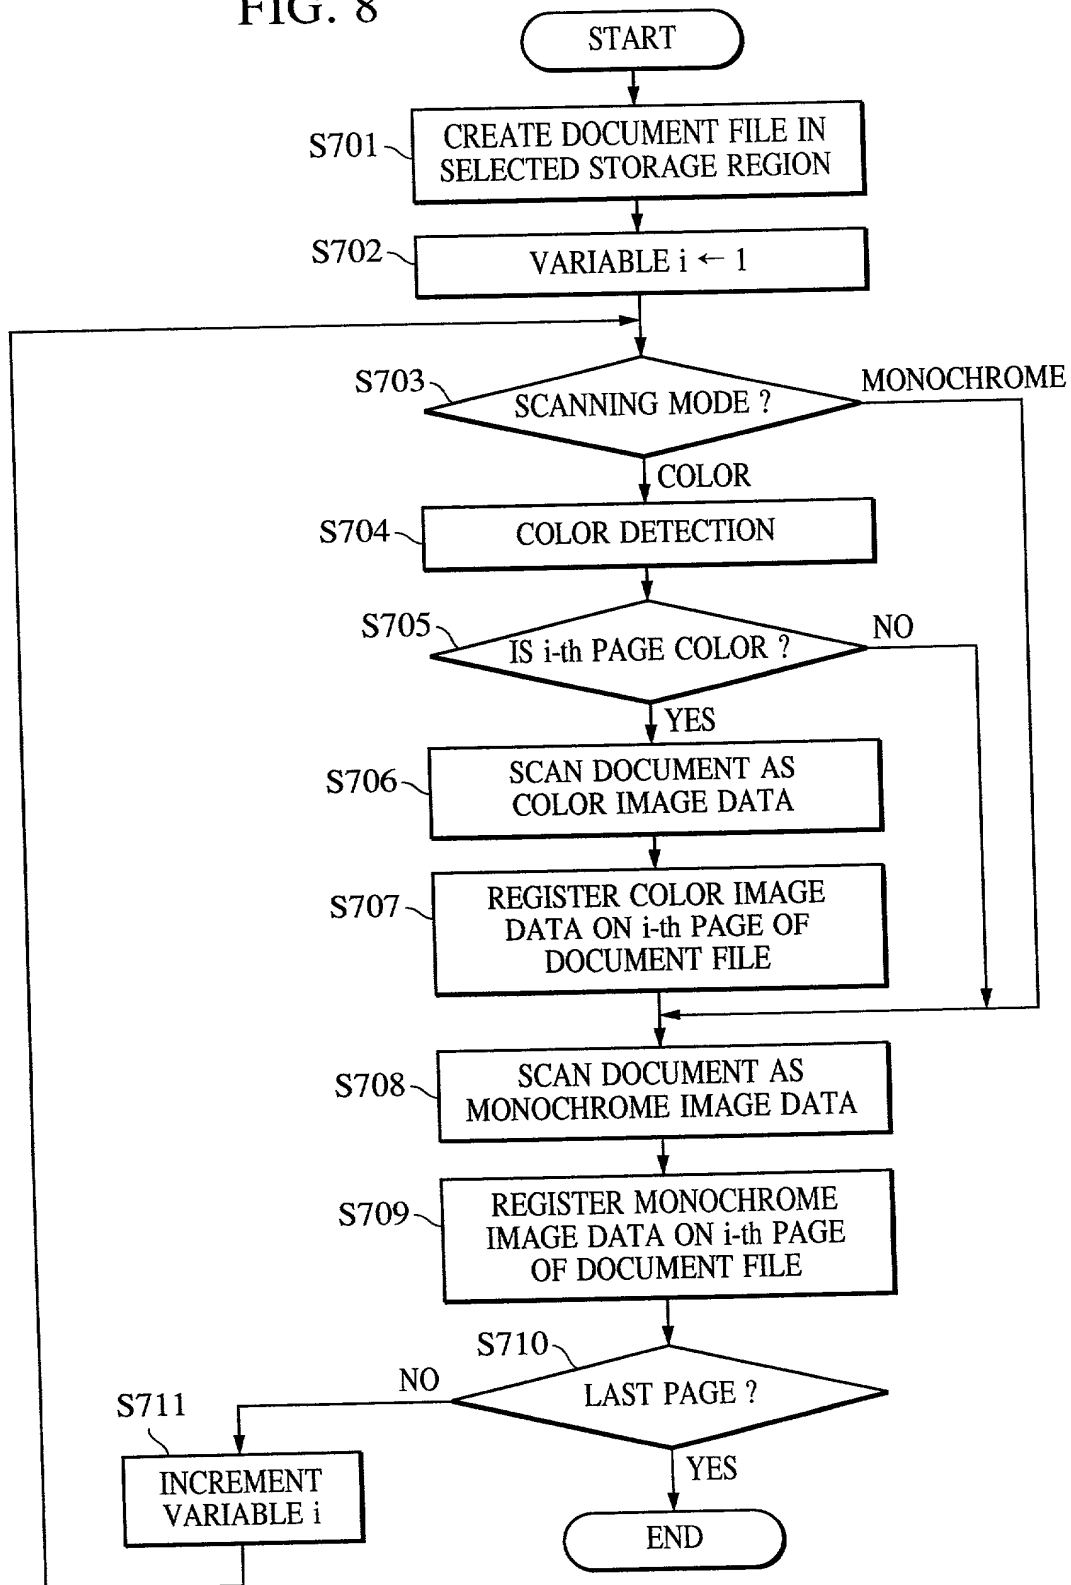 FIG. 8
START
S701
CREATE DOCUMENT FILE IN
SELECTED STORAGE REGION
S702
VARIABLE i ← 1
S703
SCANNING MODE ?
MONOCHROME
COLOR
S704
COLOR DETECTION
S705
IS i-th PAGE COLOR ?
NO
YES
S706
SCAN DOCUMENT AS
COLOR IMAGE DATA
S707
REGISTER COLOR IMAGE
DATA ON i-th PAGE OF
DOCUMENT FILE
S708
SCAN DOCUMENT AS
MONOCHROME IMAGE DATA
S709
REGISTER MONOCHROME
IMAGE DATA ON i-th PAGE
OF DOCUMENT FILE
S710
LAST PAGE ?
NO
S711
INCREMENT
VARIABLE i
YES
END